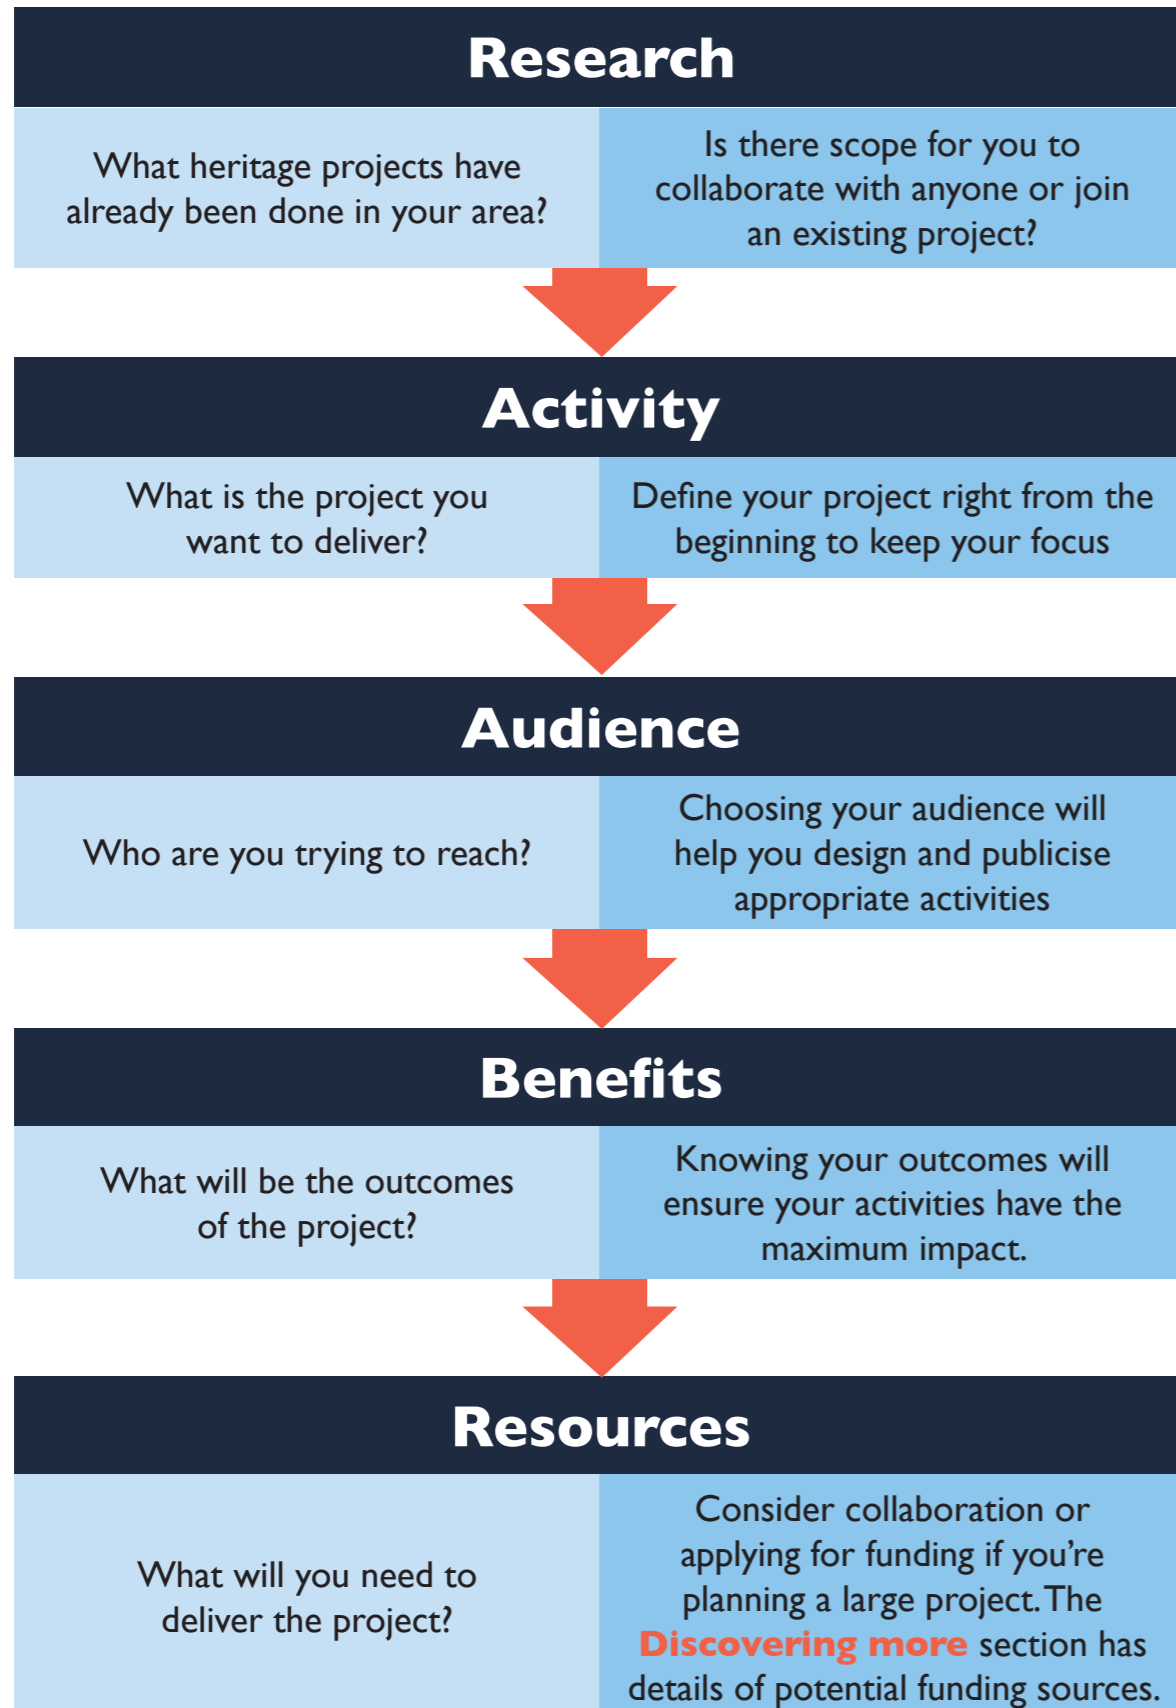 Research
What heritage projects have
already been done in your area?
Is there scope for you to
collaborate with anyone or join
an existing project?
Activity
What is the project you
want to deliver?
Define your project right from the
beginning to keep your focus
Audience
Who are you trying to reach?
Choosing your audience will
help you design and publicise
appropriate activities
Benefits
What will be the outcomes
of the project?
Knowing your outcomes will
ensure your activities have the
maximum impact.
Resources
What will you need to
deliver the project?
Consider collaboration or
applying for funding if you’re
planning a large project. The
Discovering more section has
details of potential funding sources.